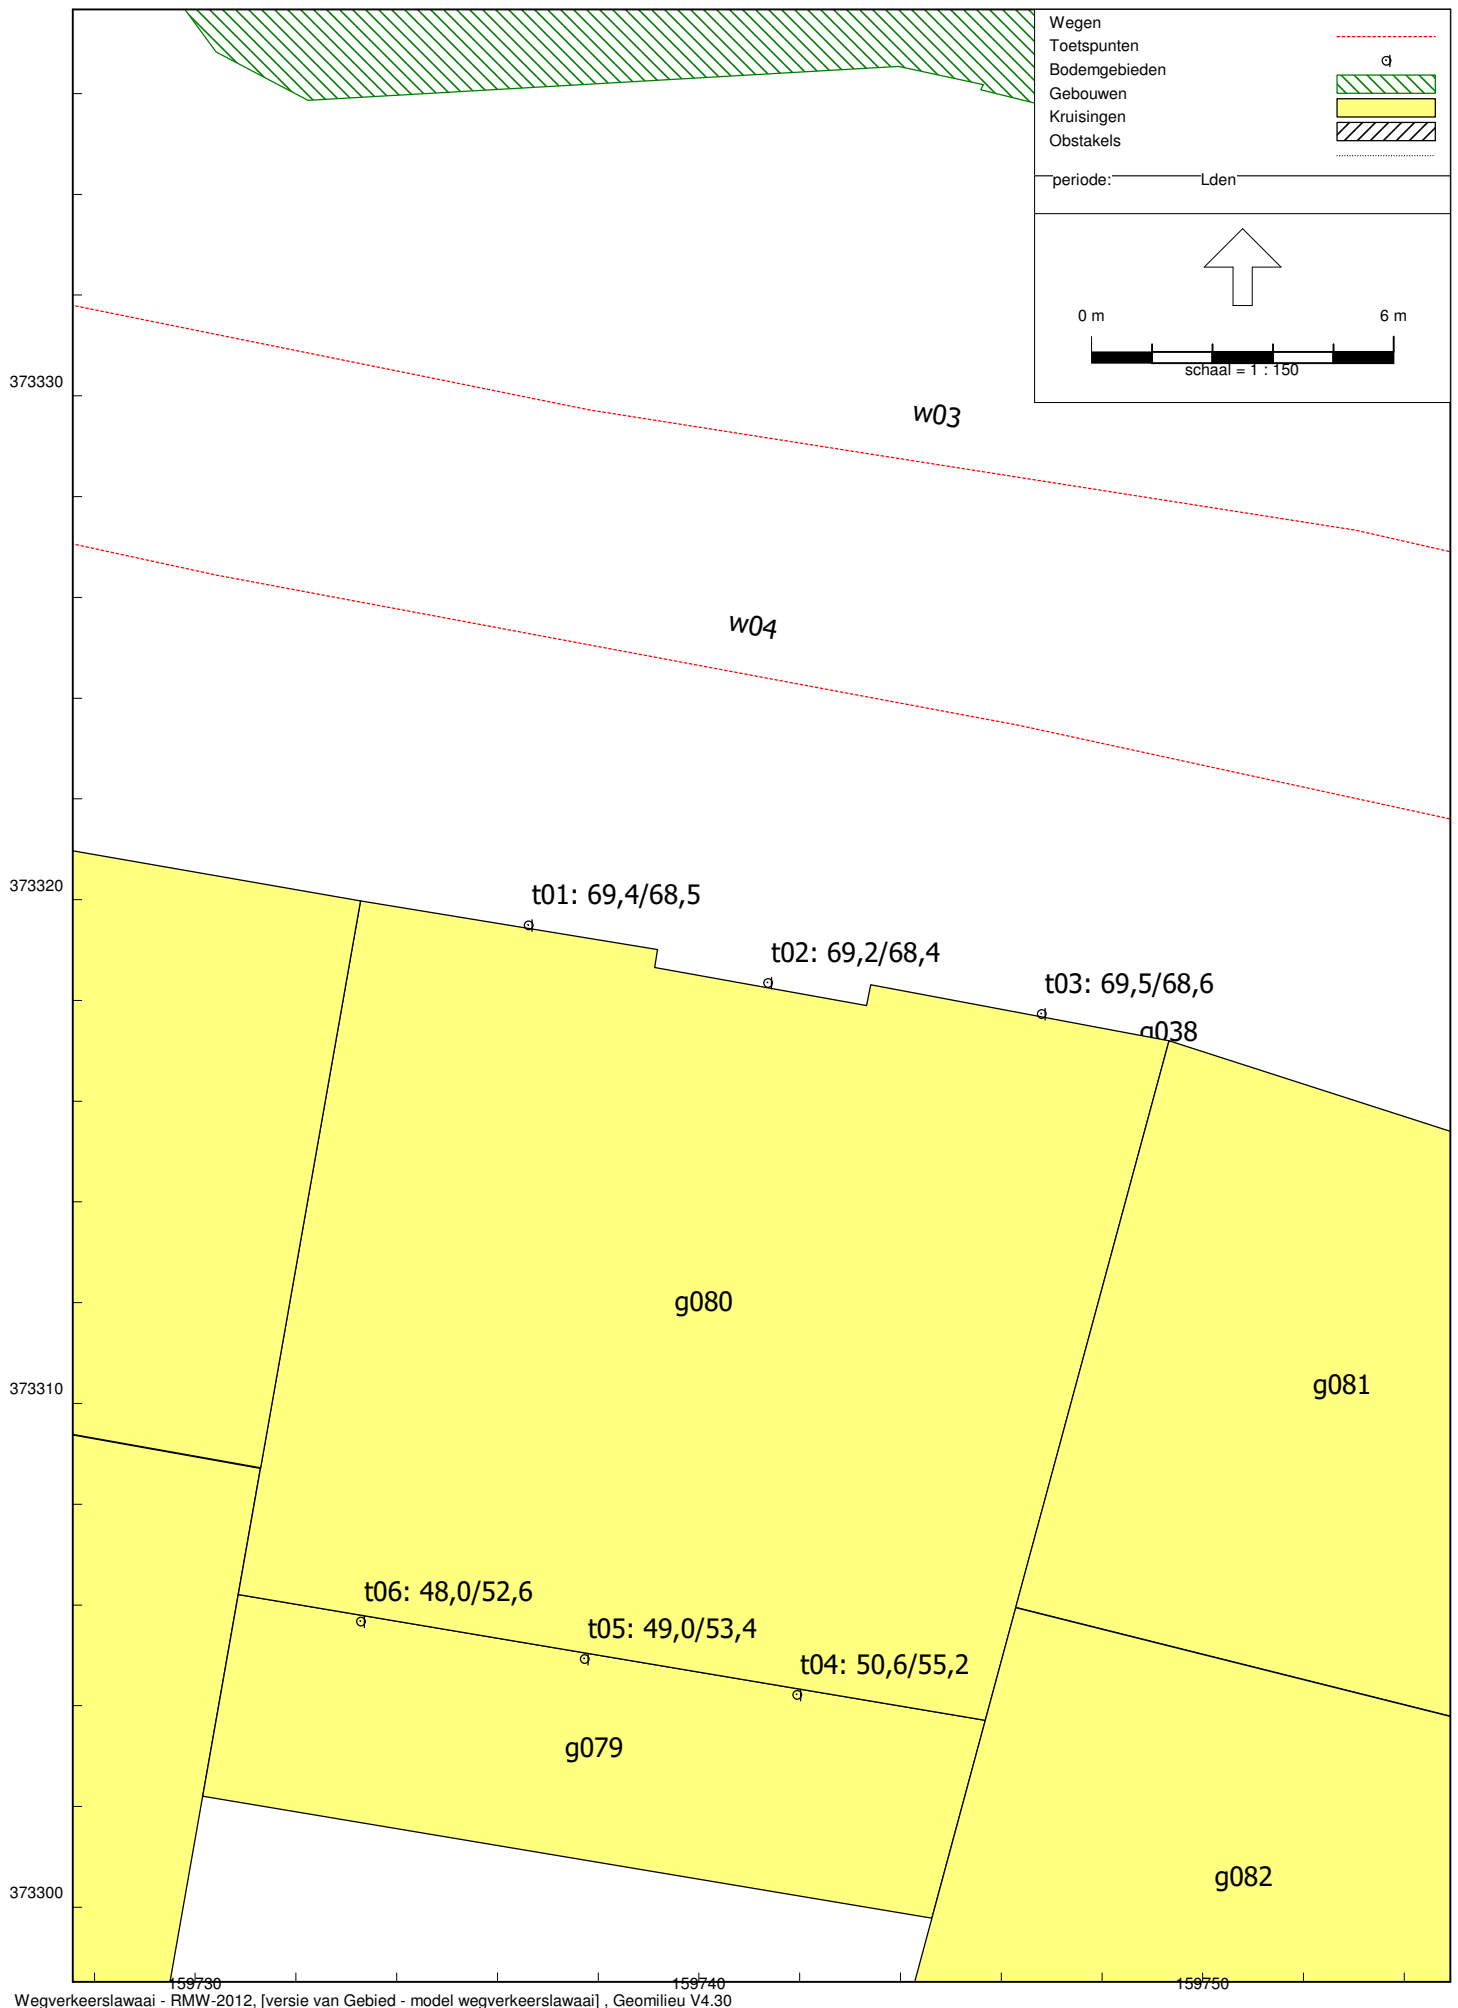 Wegen
Toetspunten
Bodemgebieden
Gebouwen
Kruisingen
Obstakels
periode: Lden
0 m 6 m
schaal = 1 : 150
373330
w03
w04
373320
t01: 69,4/68,5
t02: 69,2/68,4
t03: 69,5/68,6
g038
g080
373310
g081
t06: 48,0/52,6
t05: 49,0/53,4
t04: 50,6/55,2
g079
g082
373300
159730 159740 159750
Wegverkeerslawaai - RMW-2012, [versie van Gebied - model wegverkeerslawaai] , Geomilieu V4.30